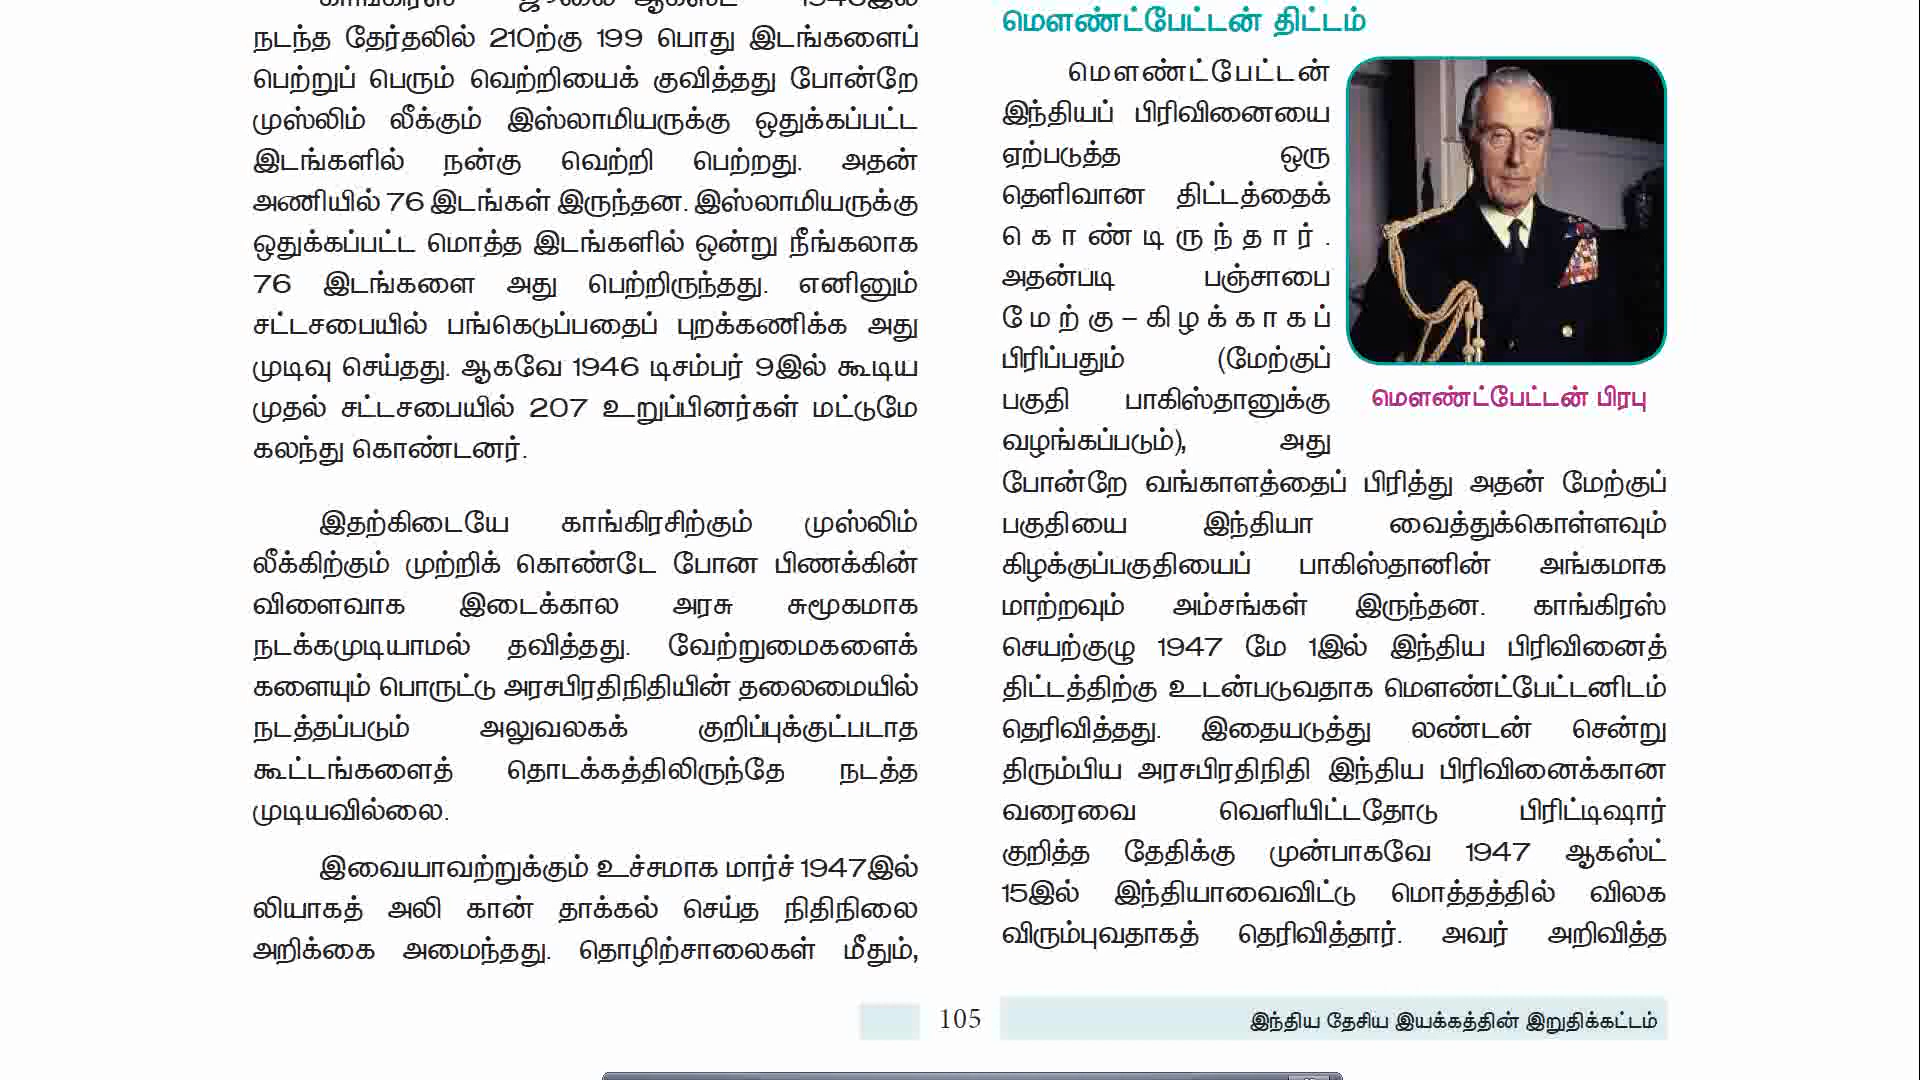 நடந்த தேர்தலில் 210ற்கு 199 பொது இடங்களைப்
பெற்றுப் பெரும் வெற்றியைக் குவித்தது போன்றே
முஸ்லிம் லீக்கும் இஸ்லாமியருக்கு ஒதுக்கப்பட்ட
இடங்களில் நன்கு வெற்றி பெற்றது. அதன்
அணியில் 76 இடங்கள் இருந்தன. இஸ்லாமியருக்கு
ஒதுக்கப்பட்ட மொத்த இடங்களில் ஒன்று நீங்கலாக
76 இடங்களை அது பெற்றிருந்தது. எனினும்
சட்டசபையில் பங்கெடுப்பதைப் புறக்கணிக்க அது
முடிவு செய்தது. ஆகவே 1946 டிசம்பர் 9இல் கூடிய
முதல் சட்டசபையில் 207 உறுப்பினர்கள் மட்டுமே
கலந்து கொண்டனர்.
இதற்கிடையே காங்கிரசிற்கும் முஸ்லிம்
லீக்கிற்கும் முற்றிக் கொண்டே போன பிணக்கின்
விளைவாக இடைக்கால அரசு சுமூகமாக
நடக்கமுடியாமல் தவித்தது. வேற்றுமைகளைக்
களையும் பொருட்டு அரசபிரதிநிதியின் தலைமையில்
நடத்தப்படும் அலுவலகக் குறிப்புக்குட்படாத
கூட்டங்களைத் தொடக்கத்திலிருந்தே நடத்த
முடியவில்லை.
இவையாவற்றுக்கும் உச்சமாக மார்ச் 1947இல்
லியாகத் அலி கான் தாக்கல் செய்த நிதிநிலை
அறிக்கை அமைந்தது. தொழிற்சாலைகள் மீதும்,
மௌண்ட்பேட்டன் திட்டம்
மௌண்ட்பேட்டன்
இந்தியப் பிரிவினையை
ஏற்படுத்த ஒரு
தெளிவான திட்டத்தைக்
கொண்டிருந்தார்.
அதன்படி பஞ்சாபை
மேற்கு–கிழக்காகப்
பிரிப்பதும் (மேற்குப்
பகுதி பாகிஸ்தானுக்கு
வழங்கப்படும்), அது
போன்றே வங்காளத்தைப் பிரித்து அதன் மேற்குப்
பகுதியை இந்தியா வைத்துக்கொள்ளவும்
கிழக்குப்பகுதியைப் பாகிஸ்தானின் அங்கமாக
மாற்றவும் அம்சங்கள் இருந்தன. காங்கிரஸ்
செயற்குழு 1947 மே 1இல் இந்திய பிரிவினைத்
திட்டத்திற்கு உடன்படுவதாக மௌண்ட்பேட்டனிடம்
தெரிவித்தது. இதையடுத்து லண்டன் சென்று
திரும்பிய அரசபிரதிநிதி இந்திய பிரிவினைக்கான
வரைவை வெளியிட்டதோடு பிரிட்டிஷார்
குறித்த தேதிக்கு முன்பாகவே 1947 ஆகஸ்ட்
15இல் இந்தியாவைவிட்டு மொத்தத்தில் விலக
விரும்புவதாகத் தெரிவித்தார். அவர் அறிவித்த
மௌண்ட்பேட்டன் பிரபு
105
இந்திய தேசிய இயக்கத்தின் இறுதிக்கட்டம்